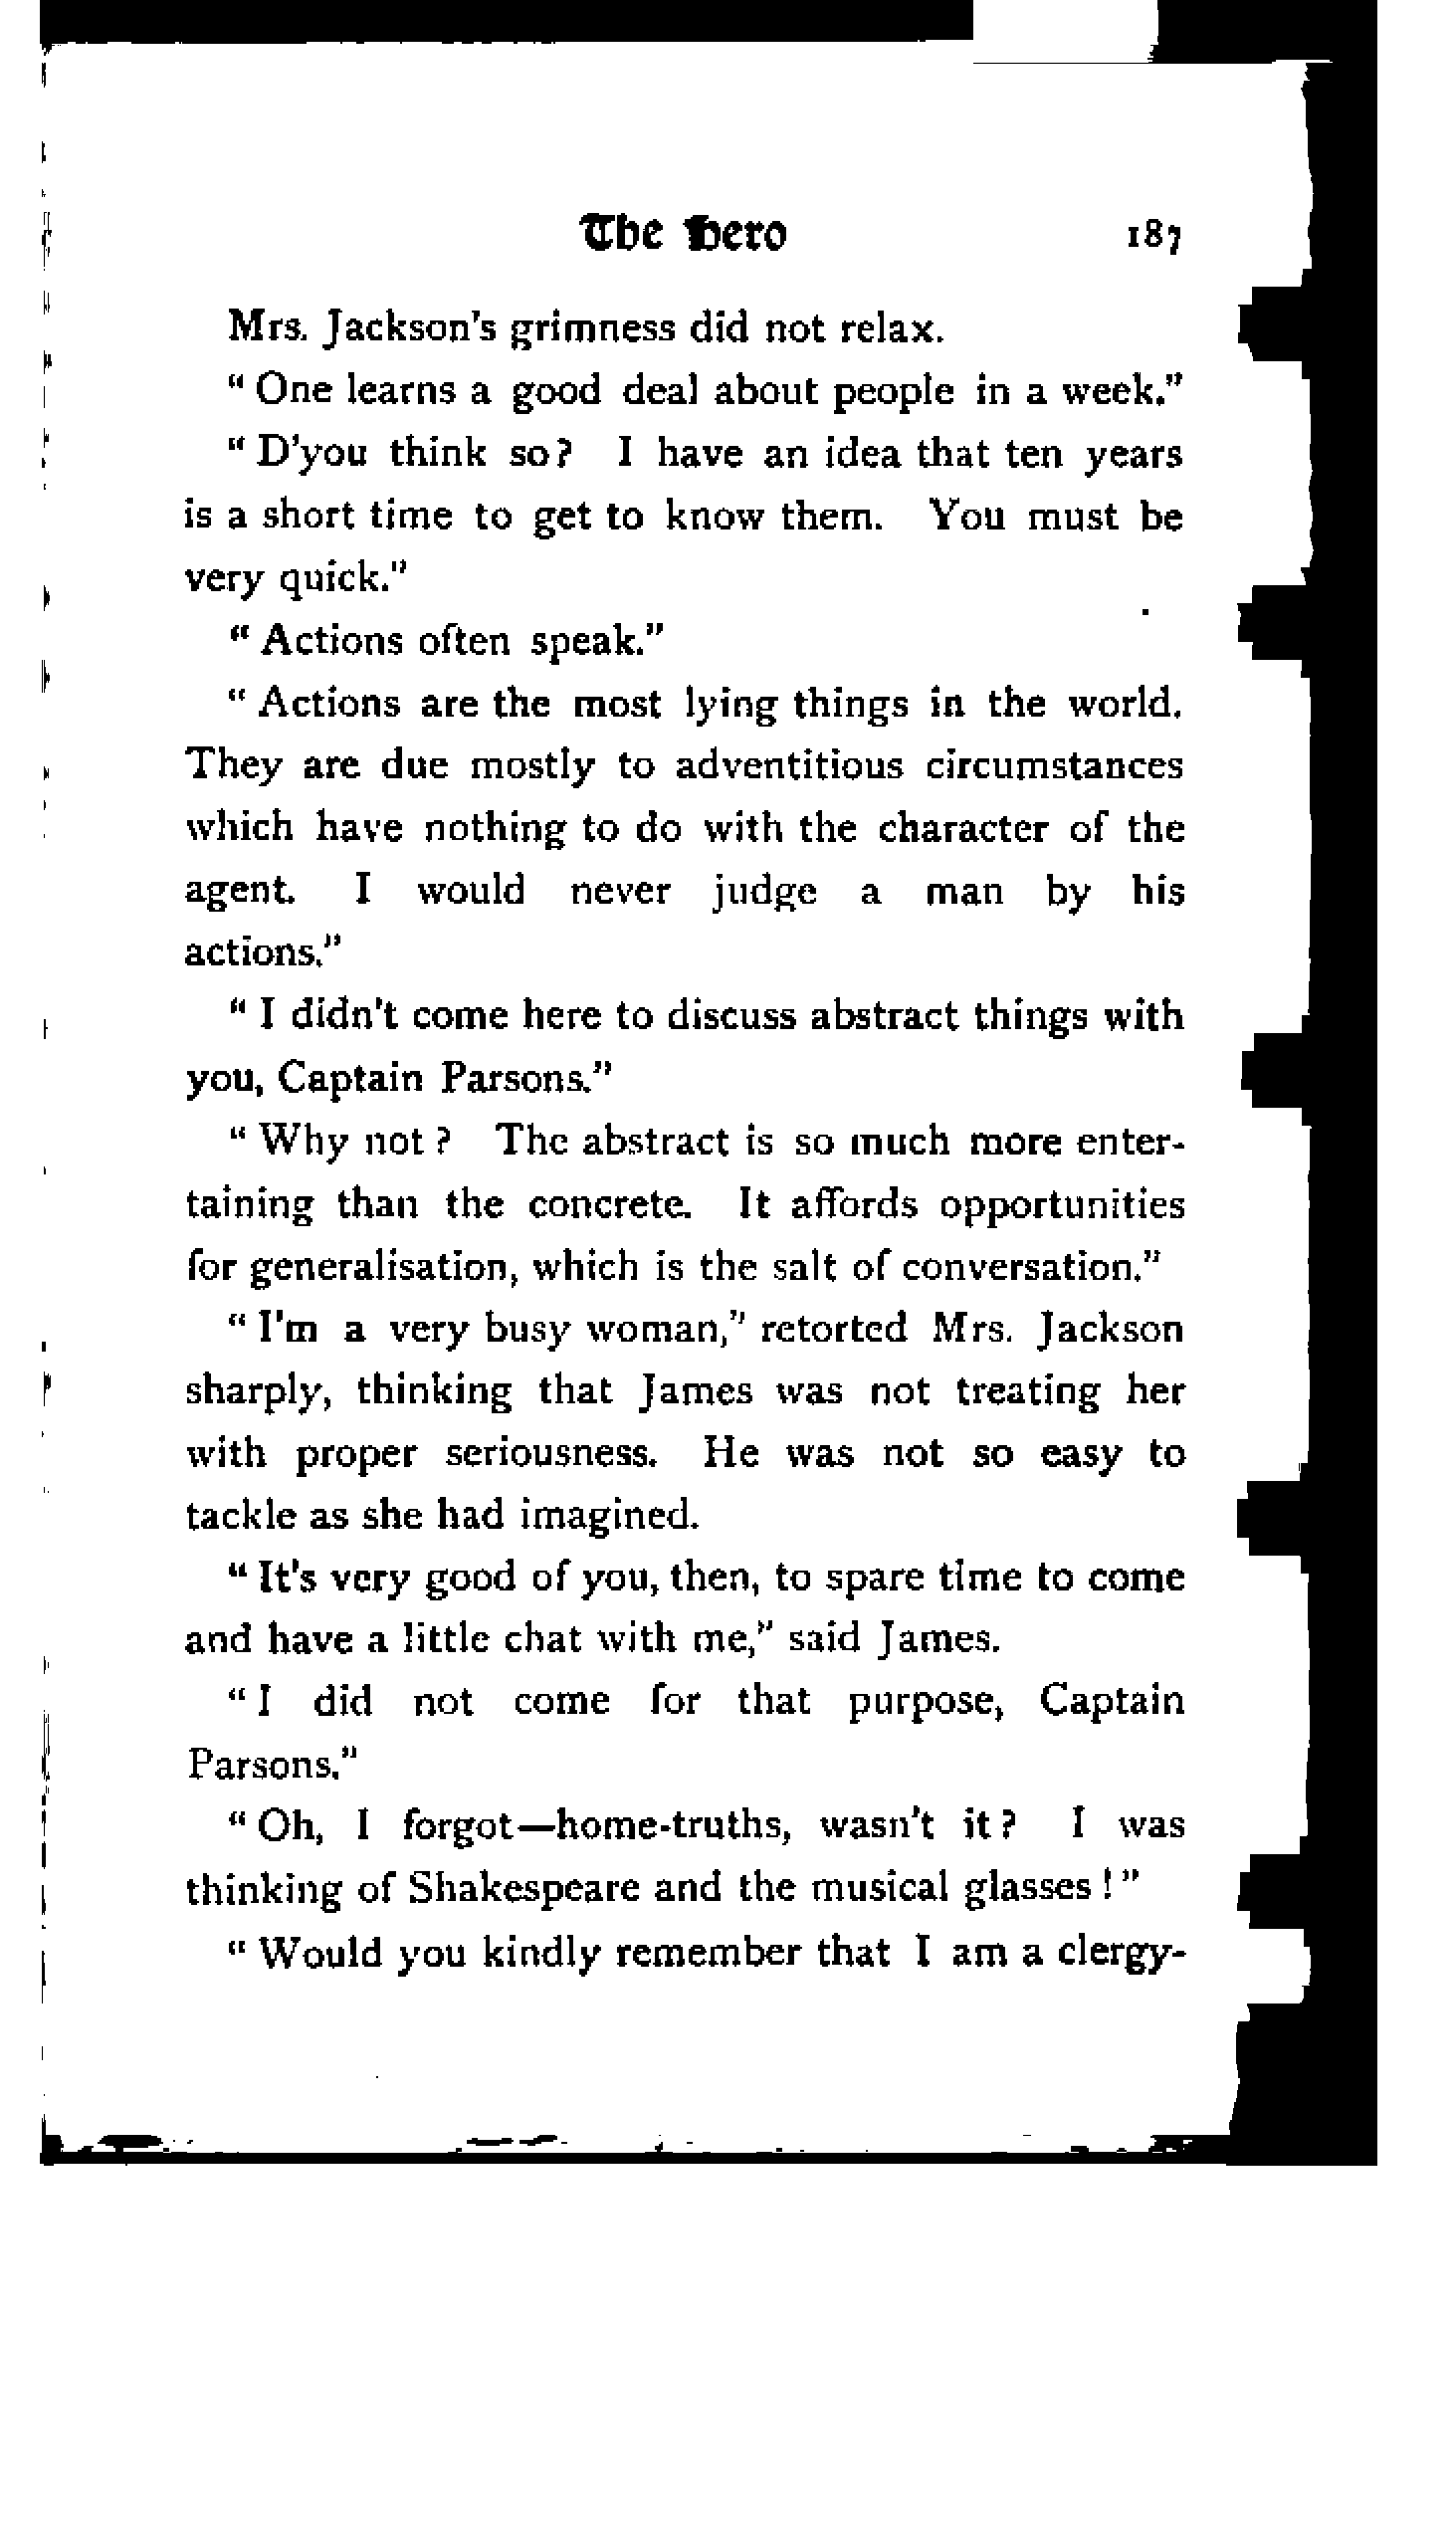 The Hero 187
Mrs. Jackson's grimness did not relax.
" One learns a good deal about people in a week."
" D'you think so? I have an idea that ten years
is a short time to get to know them. You must be
very quick."
" Actions often speak."
" Actions are the most lying things in the world.
They are due mostly to adventitious circumstances
which have nothing to do with the character of the
agent. I would never judge a man by his
actions."
" I didn't come here to discuss abstract things with
you, Captain Parsons."
" Why not ? The abstract is so much more enter-
taining than the concrete. It affords opportunities
for generalisation, which is the salt of conversation."
" I'm a very busy woman," retorted Mrs. Jackson
sharply, thinking that James was not treating her
with proper seriousness. He was not so easy to
tackle as she had imagined.
" It's very good of you, then, to spare time to come
and have a little chat with me," said James.
" I did not come for that purpose, Captain
Parsons."
" Oh, I forgot—home-truths, wasn't it ? I was
thinking of Shakespeare and the musical glasses ! "
" Would you kindly remember that I am a clergy-